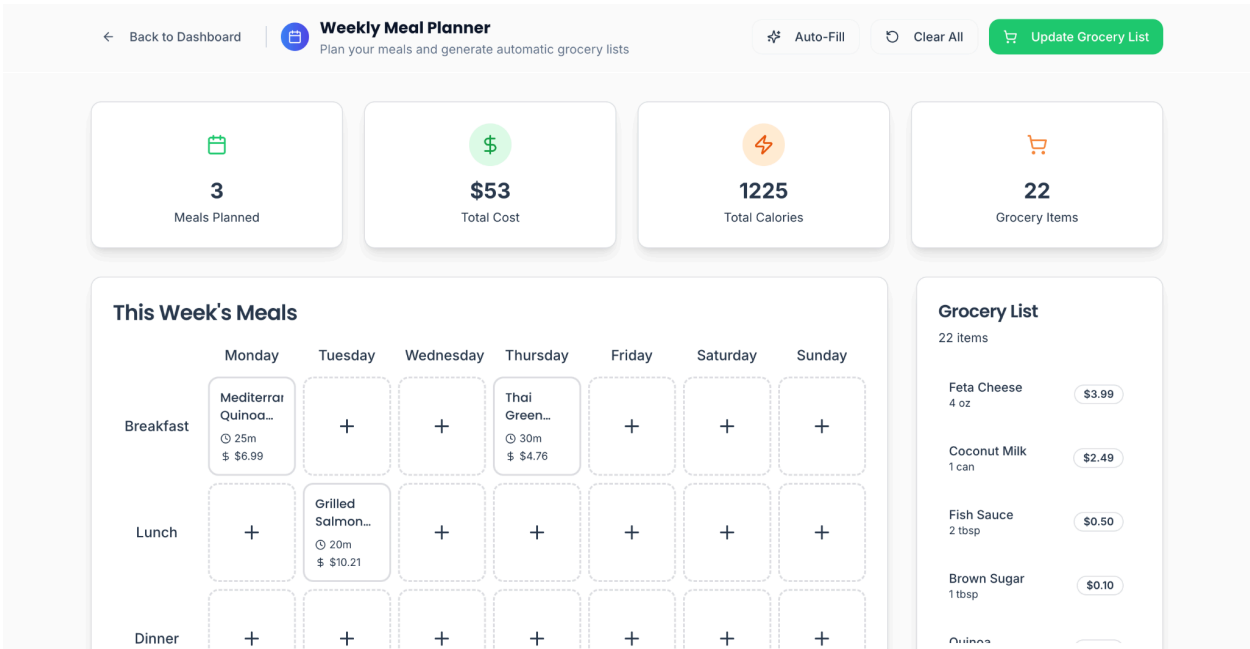 Back to Dashboard
Weekly Meal Planner
Plan your meals and generate automatic grocery lists
Auto-Fill
Clear All
Update Grocery List
3
Meals Planned
$53
Total Cost
1225
Total Calories
22
Grocery Items
This Week's Meals
Monday Tuesday Wednesday Thursday Friday Saturday Sunday
Breakfast
Mediterran
Quinoa...
25m
$ $6.99
Thai
Green...
30m
$ $4.76
Lunch
Grilled
Salmon...
20m
$ $10.21
Dinner
Grocery List
22 items
Feta Cheese
4 oz
$3.99
Coconut Milk
1 can
$2.49
Fish Sauce
2 tbsp
$0.50
Brown Sugar
1 tbsp
$0.10
Quinoa